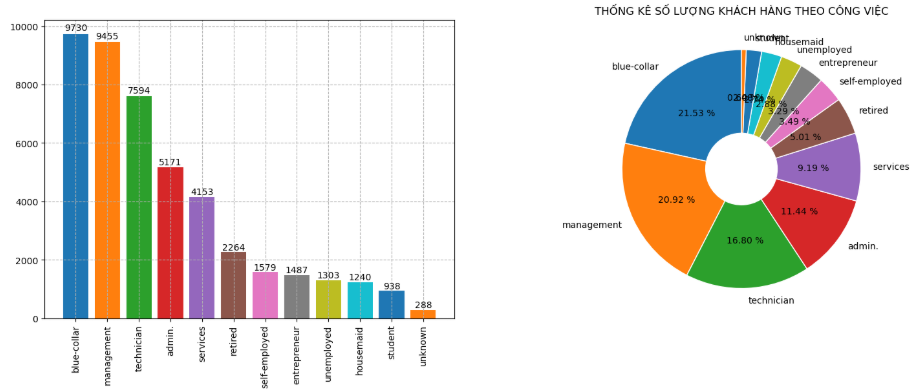 THỐNG KÊ SỐ LƯỢNG KHÁCH HÀNG THEO CÔNG VIỆC
10000
8000
6000
4000
2000
0
9730
9455
7594
5171
4153
2264
1579
1487
1303
1240
938
288
blue-collar
management
technician
admin.
services
retired
self-employed
entrepreneur
unemployed
housemaid
student
unknown
unknown
student
housemaid
unemployed
entrepreneur
self-employed
retired
services
admin.
technician
management
blue-collar
21.53 %
20.92 %
16.80 %
11.44 %
9.19 %
5.01 %
3.49 %
3.29 %
2.88 %